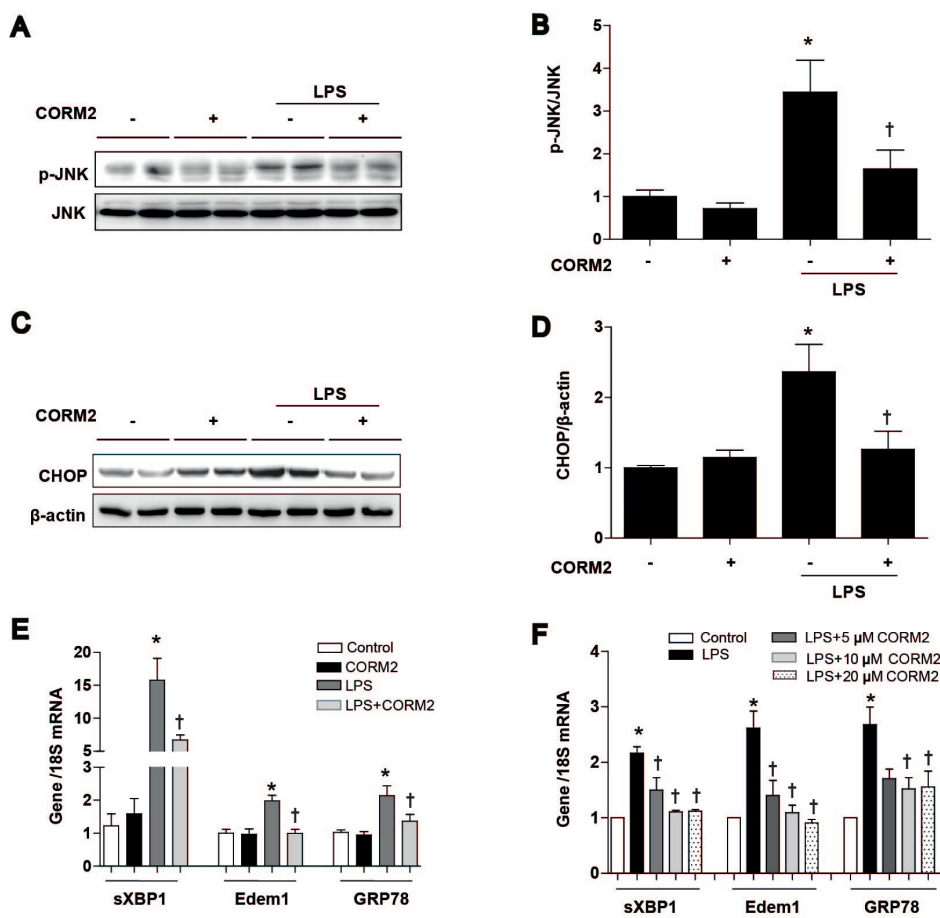 A
LPS
CORM2 - + - +
p-JNK
JNK
B
p-JNK/JNK
5
4
3
2
1
0
*
†
CORM2 - + - +
LPS
C
LPS
CORM2 - + - +
CHOP
β-actin
D
CHOP/β-actin
3
2
1
0
*
†
CORM2 - + - +
LPS
E
Gene /18S mRNA
20
15
10
5
2
1
0
Control
CORM2
LPS
LPS+CORM2
* †
* †
* †
sXBP1 Edem1 GRP78
F
Gene /18S mRNA
4
3
2
1
0
Control
LPS
LPS+5 µM CORM2
LPS+10 µM CORM2
LPS+20 µM CORM2
* † † †
* † † †
* † †
sXBP1 Edem1 GRP78